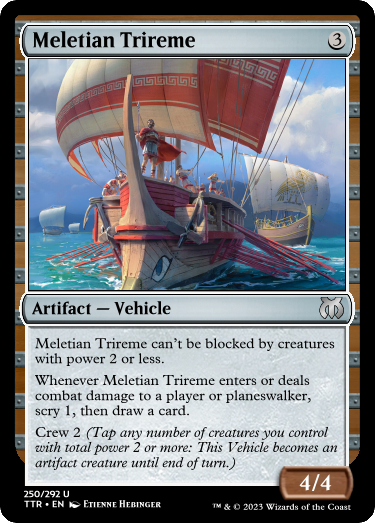 Meletian Trireme 3
Artifact — Vehicle
Meletian Trireme can't be blocked by creatures
with power 2 or less.
Whenever Meletian Trireme enters or deals
combat damage to a player or planeswalker,
scry 1, then draw a card.
Crew 2 (Tap any number of creatures you control
with total power 2 or more: This Vehicle becomes an
artifact creature until end of turn.)
4/4
250/292 U
TTR • EN Etienne Hebinger
™ & © 2023 Wizards of the Coast